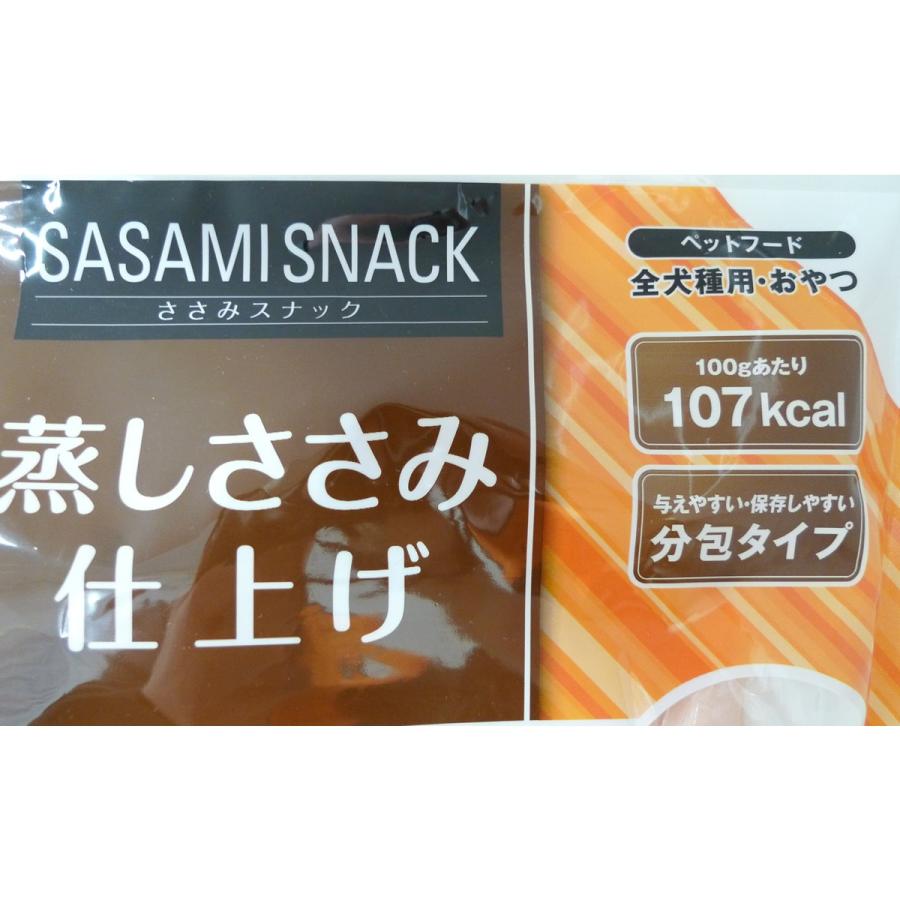 SASAMI SNACK
ささみスナック
蒸しささみ
仕上げ
ペットフード
全犬種用・おやつ
100gあたり
107kcal
与えやすい・保存しやすい
分包タイプ